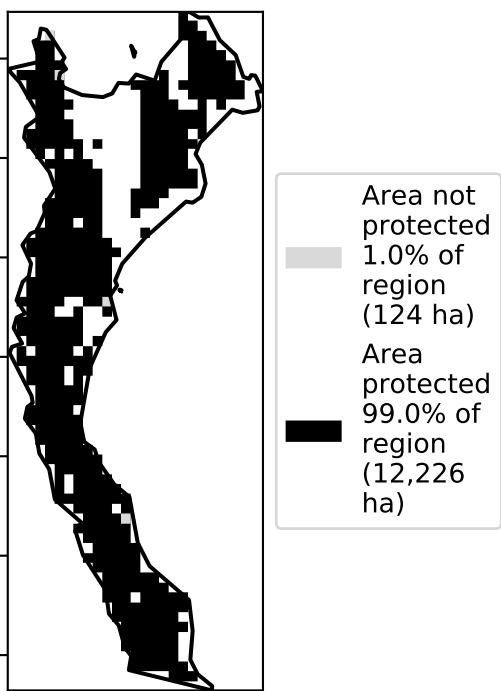 Area not
protected
1.0% of
region
(124 ha)
Area
protected
99.0% of
region
(12,226
ha)